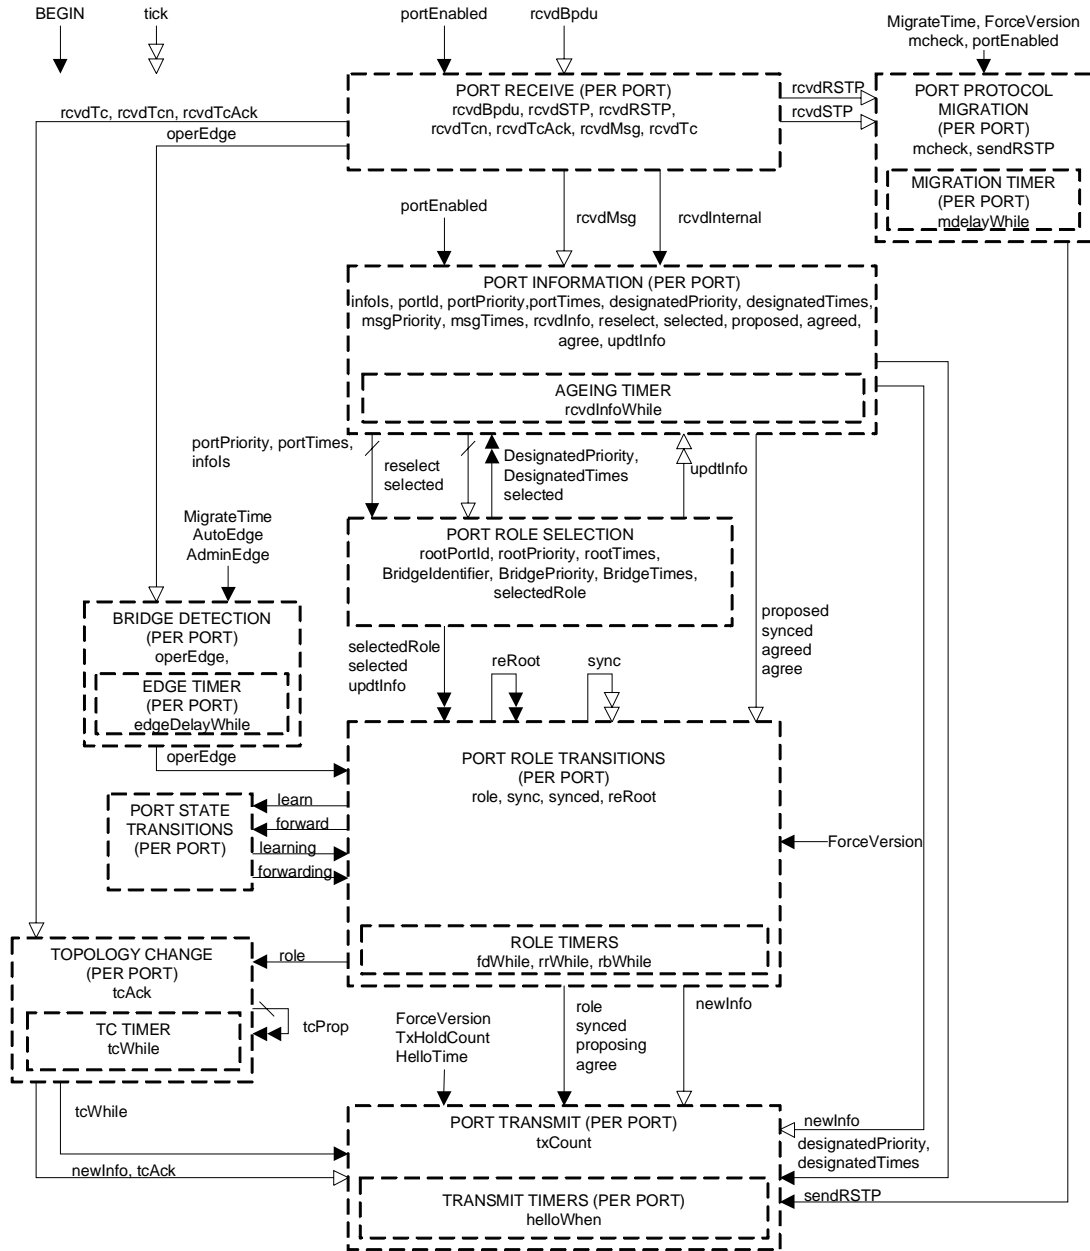 BEGIN
tick
portEnabled
rcvdBpdu
MigrateTime, ForceVersion
mcheck, portEnabled
rcvdTc, rcvdTcn, rcvdTcAck
operEdge
PORT RECEIVE (PER PORT)
rcvdBpdu, rcvdSTP, rcvdRSTP,
rcvdTcn, rcvdTcAck, rcvdMsg, rcvdTc
rcvdRSTP
rcvdSTP
PORT PROTOCOL
MIGRATION
(PER PORT)
mcheck, sendRSTP
MIGRATION TIMER
(PER PORT)
mdelayWhile
portEnabled
rcvdMsg
rcvdInternal
PORT INFORMATION (PER PORT)
infoIs, portId, portPriority,portTimes, designatedPriority, designatedTimes,
msgPriority, msgTimes, rcvdInfo, reselect, selected, proposed, agreed,
agree, updtInfo
AGEING TIMER
rcvdInfoWhile
portPriority, portTimes,
infoIs
reselect
selected
DesignatedPriority,
DesignatedTimes
selected
updtInfo
MigrateTime
AutoEdge
AdminEdge
PORT ROLE SELECTION
rootPortId, rootPriority, rootTimes,
BridgeIdentifier, BridgePriority, BridgeTimes,
selectedRole
BRIDGE DETECTION
(PER PORT)
operEdge,
EDGE TIMER
(PER PORT)
edgeDelayWhile
selectedRole
selected
updtInfo
reRoot
sync
proposed
synced
agreed
agree
operEdge
PORT ROLE TRANSITIONS
(PER PORT)
role, sync, synced, reRoot
PORT STATE
TRANSITIONS
(PER PORT)
learn
forward
learning
forwarding
ForceVersion
ROLE TIMERS
fdWhile, rrWhile, rbWhile
TOPOLOGY CHANGE
(PER PORT)
tcAck
role
TC TIMER
tcWhile
tcProp
ForceVersion
TxHoldCount
HelloTime
role
synced
proposing
agree
newInfo
tcWhile
newInfo, tcAck
PORT TRANSMIT (PER PORT)
txCount
newInfo
designatedPriority,
designatedTimes
sendRSTP
TRANSMIT TIMERS (PER PORT)
helloWhen